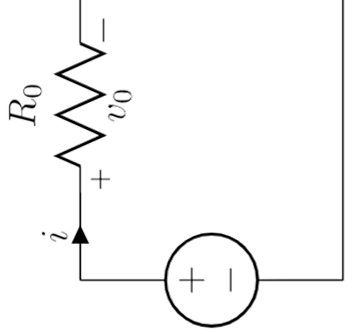 −
R₀
v₀
+
i
+ −